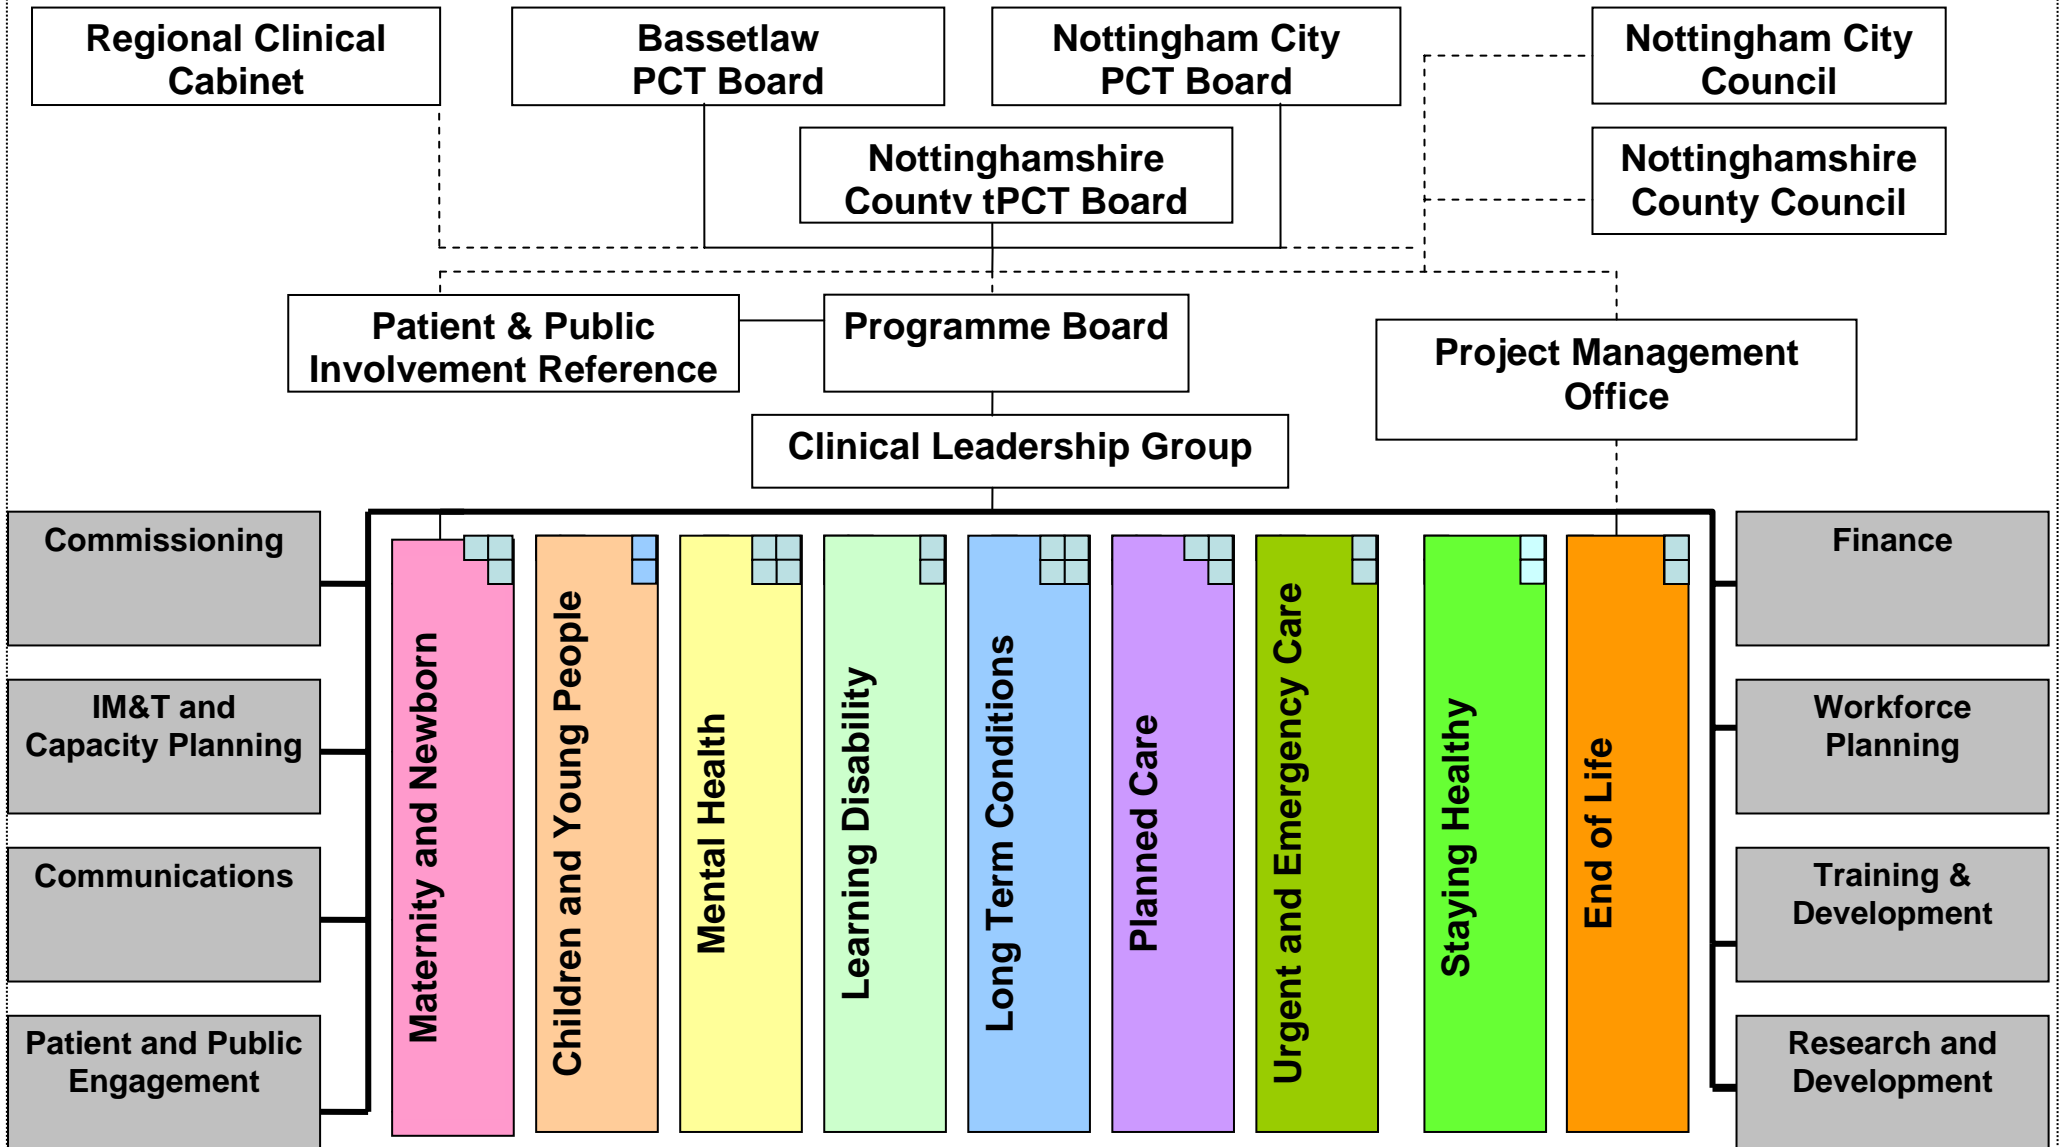 Regional Clinical
Cabinet
Bassetlaw
PCT Board
Nottingham City
PCT Board
Nottingham City
Council
Nottinghamshire
County tPCT Board
Nottinghamshire
County Council
Patient & Public
Involvement Reference
Programme Board
Project Management
Office
Clinical Leadership Group
Commissioning
IM&T and
Capacity Planning
Communications
Patient and Public
Engagement
Maternity and Newborn
Children and Young People
Mental Health
Learning Disability
Long Term Conditions
Planned Care
Urgent and Emergency Care
Staying Healthy
End of Life
Finance
Workforce
Planning
Training &
Development
Research and
Development